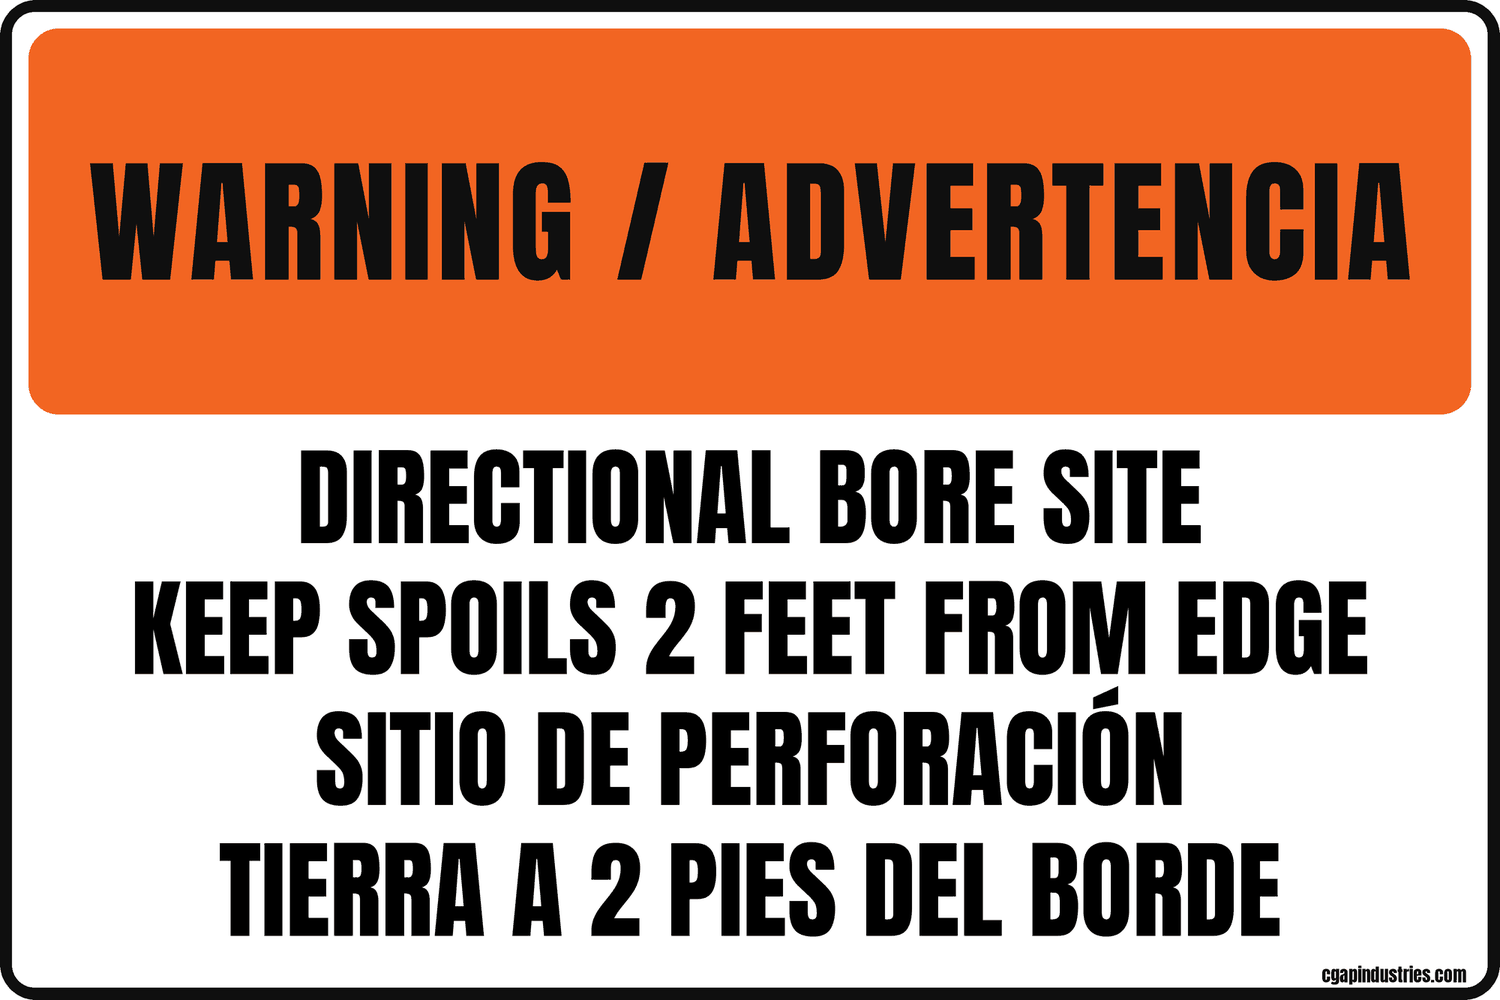 WARNING / ADVERTENCIA
DIRECTIONAL BORE SITE
KEEP SPOILS 2 FEET FROM EDGE
SITIO DE PERFORACIÓN
TIERRA A 2 PIES DEL BORDE
cgapindustries.com